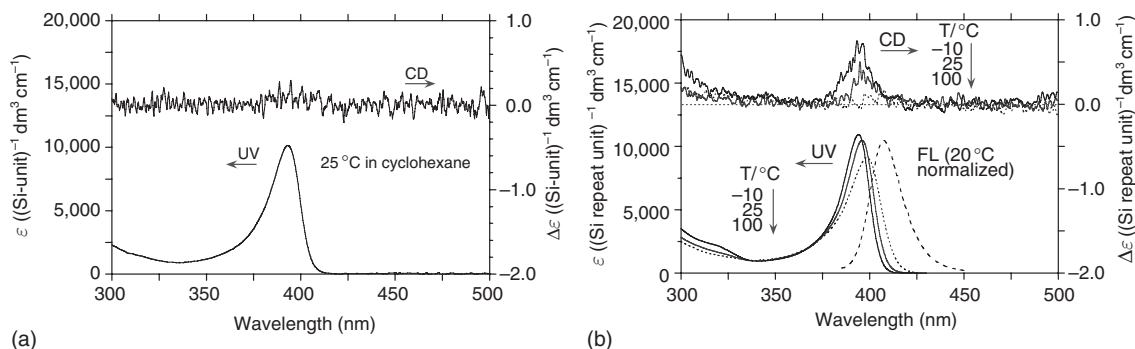 20,000
15,000
10,000
5,000
0
ε ((Si-unit)⁻¹ dm³ cm⁻¹)
CD
UV
25 °C in cyclohexane
1.0
0.0
−1.0
−2.0
Δε ((Si-unit)⁻¹ dm³ cm⁻¹)
300 350 400 450 500
Wavelength (nm)
(a)
20,000
15,000
10,000
5,000
0
ε ((Si repeat unit)⁻¹ dm³ cm⁻¹)
CD
T/°C
−10
25
100
UV
T/°C
−10
25
100
FL (20 °C
normalized)
1.0
0.0
−1.0
−2.0
Δε ((Si repeat unit)⁻¹ dm³ cm⁻¹)
300 350 400 450 500
Wavelength (nm)
(b)